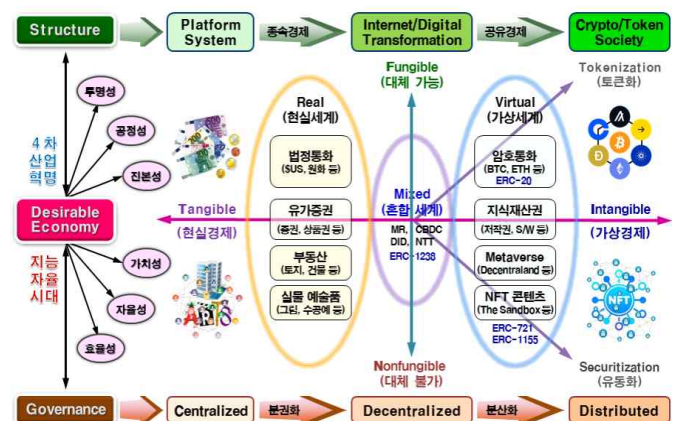 Structure
Platform
System
종속경제
Internet/Digital
Transformation
공유경제
Crypto/Token
Society
투명성
공정성
진본성
4차
산업
혁명
Desirable
Economy
지능
자율
시대
가치성
자율성
효율성
Fungible
(대체 가능)
Tokenization
(토큰화)
Real
(현실세계)
법정통화
($US, 원화 등)
유가증권
(증권, 상품권 등)
부동산
(토지, 건물 등)
실물 예술품
(그림, 수공예 등)
Tangible
(현실경제)
Mixed
(혼합 세계)
MR, CBDC
DID, NTT
ERC-1238
Virtual
(가상세계)
암호통화
(BTC, ETH 등)
ERC-20
지식재산권
(저작권, S/W 등)
Metaverse
(Decentraland 등)
NFT 콘텐츠
(The Sandbox 등)
ERC-721
ERC-1155
Intangible
(가상경제)
ARTS
NFT
Nonfungible
(대체 불가)
Securitization
(유동화)
Governance
Centralized
분권화
Decentralized
분산화
Distributed